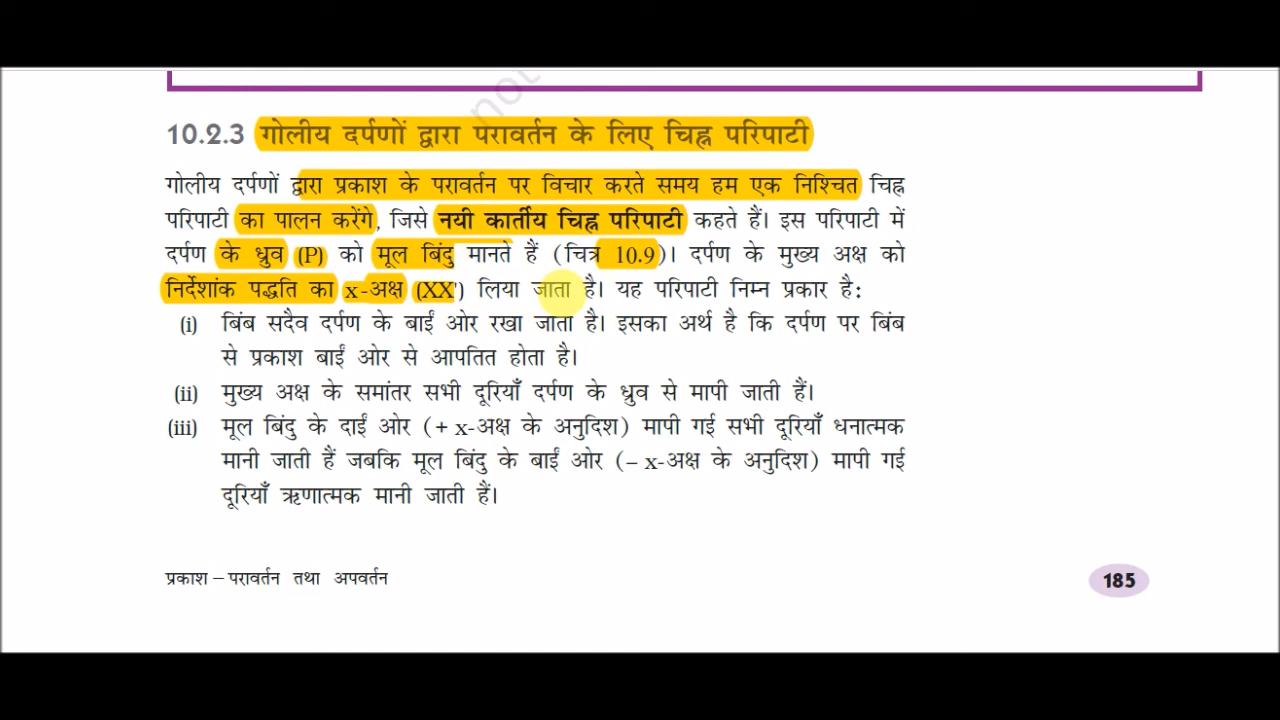 not
10.2.3 गोलीय दर्पणों द्वारा परावर्तन के लिए चिह्न परिपाटी
गोलीय दर्पणों द्वारा प्रकाश के परावर्तन पर विचार करते समय हम एक निश्चित चिह्न
परिपाटी का पालन करेंगे, जिसे नयी कार्तीय चिह्न परिपाटी कहते हैं। इस परिपाटी में
दर्पण के ध्रुव (P) को मूल बिंदु मानते हैं (चित्र 10.9)। दर्पण के मुख्य अक्ष को
निर्देशांक पद्धति का x-अक्ष (XX') लिया जाता है। यह परिपाटी निम्न प्रकार है:
(i) बिंब सदैव दर्पण के बाईं ओर रखा जाता है। इसका अर्थ है कि दर्पण पर बिंब
से प्रकाश बाईं ओर से आपतित होता है।
(ii) मुख्य अक्ष के समांतर सभी दूरियाँ दर्पण के ध्रुव से मापी जाती हैं।
(iii) मूल बिंदु के दाईं ओर (+ x-अक्ष के अनुदिश) मापी गई सभी दूरियाँ धनात्मक
मानी जाती हैं जबकि मूल बिंदु के बाईं ओर (– x-अक्ष के अनुदिश) मापी गई
दूरियाँ ऋणात्मक मानी जाती हैं।
प्रकाश – परावर्तन तथा अपवर्तन
185